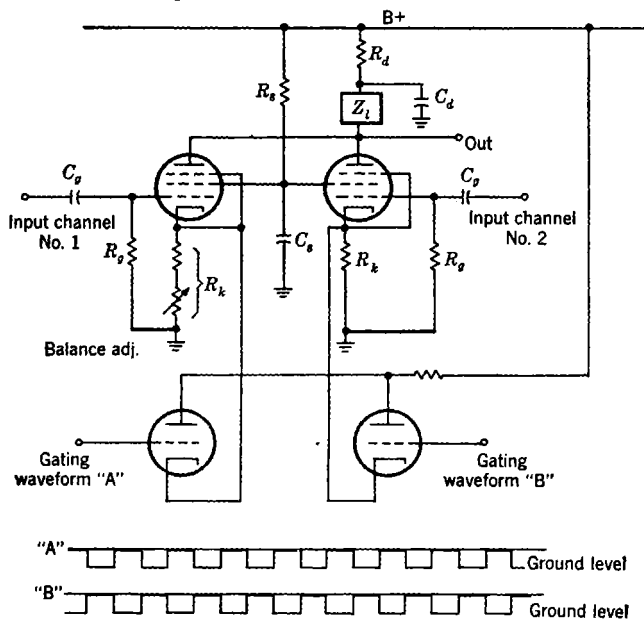 B+
R_d
R_s
C_d
Z_l
Out
C_g
C_g
Input channel
No. 1
Input channel
No. 2
R_g
C_s
R_k
R_k
R_g
Balance adj.
Gating
waveform "A"
Gating
waveform "B"
"A"
Ground level
"B"
Ground level